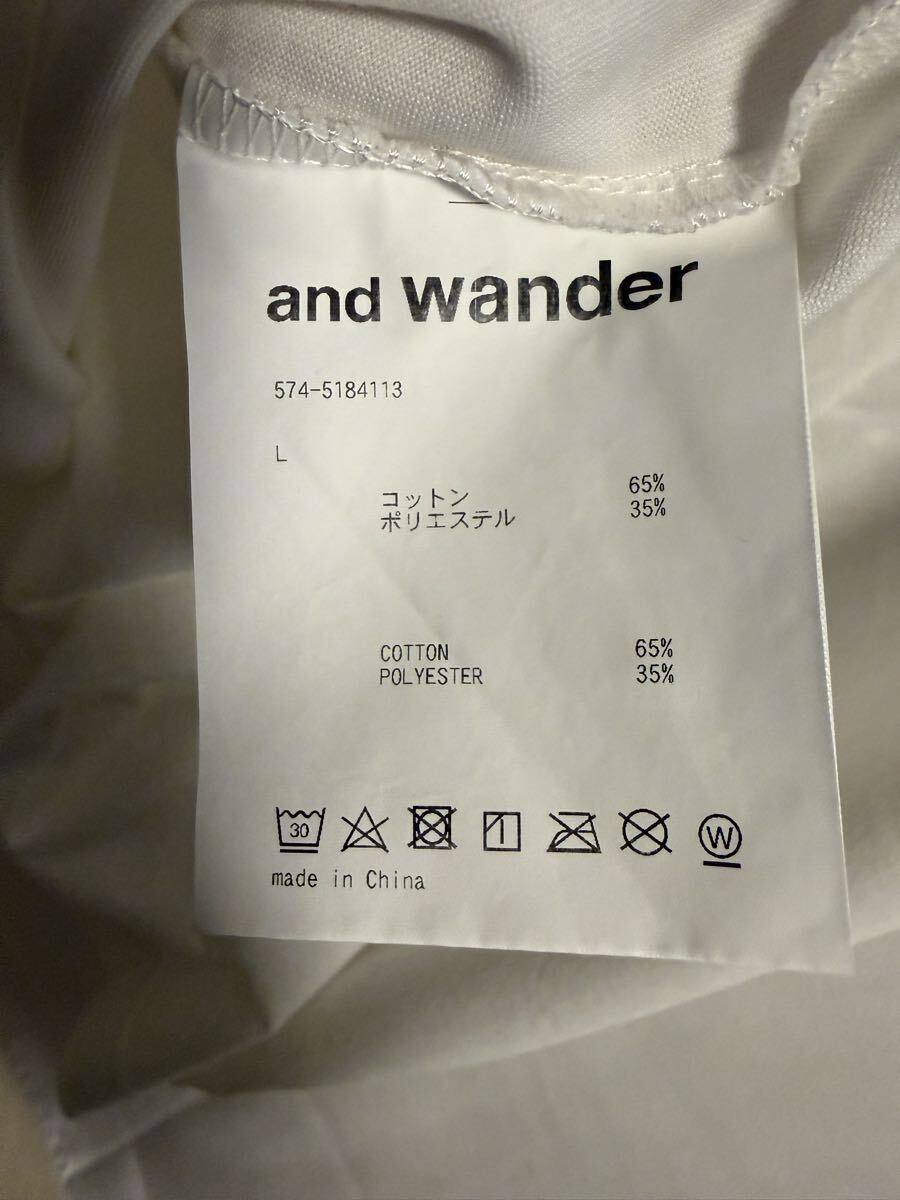 and wander
574-5184113
L
コットン 65%
ポリエステル 35%
COTTON 65%
POLYESTER 35%
30 W
made in China